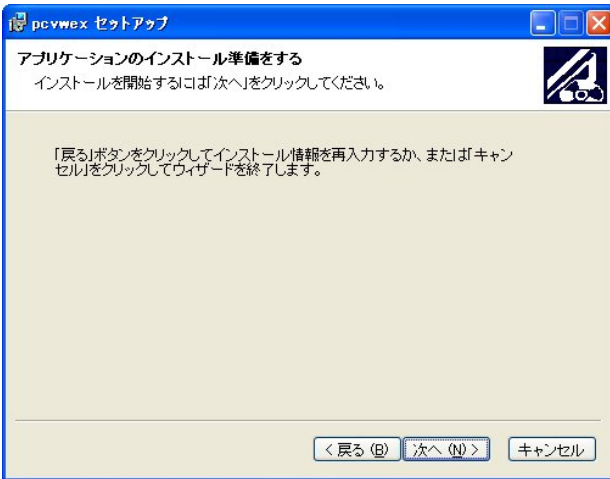 pcvwex セットアップ
アプリケーションのインストール準備をする
インストールを開始するには「次へ」をクリックしてください。
「戻る」ボタンをクリックしてインストール情報を再入力するか、または「キャン
セル」をクリックしてウィザードを終了します。
< 戻る (B) 次へ (N) > キャンセル